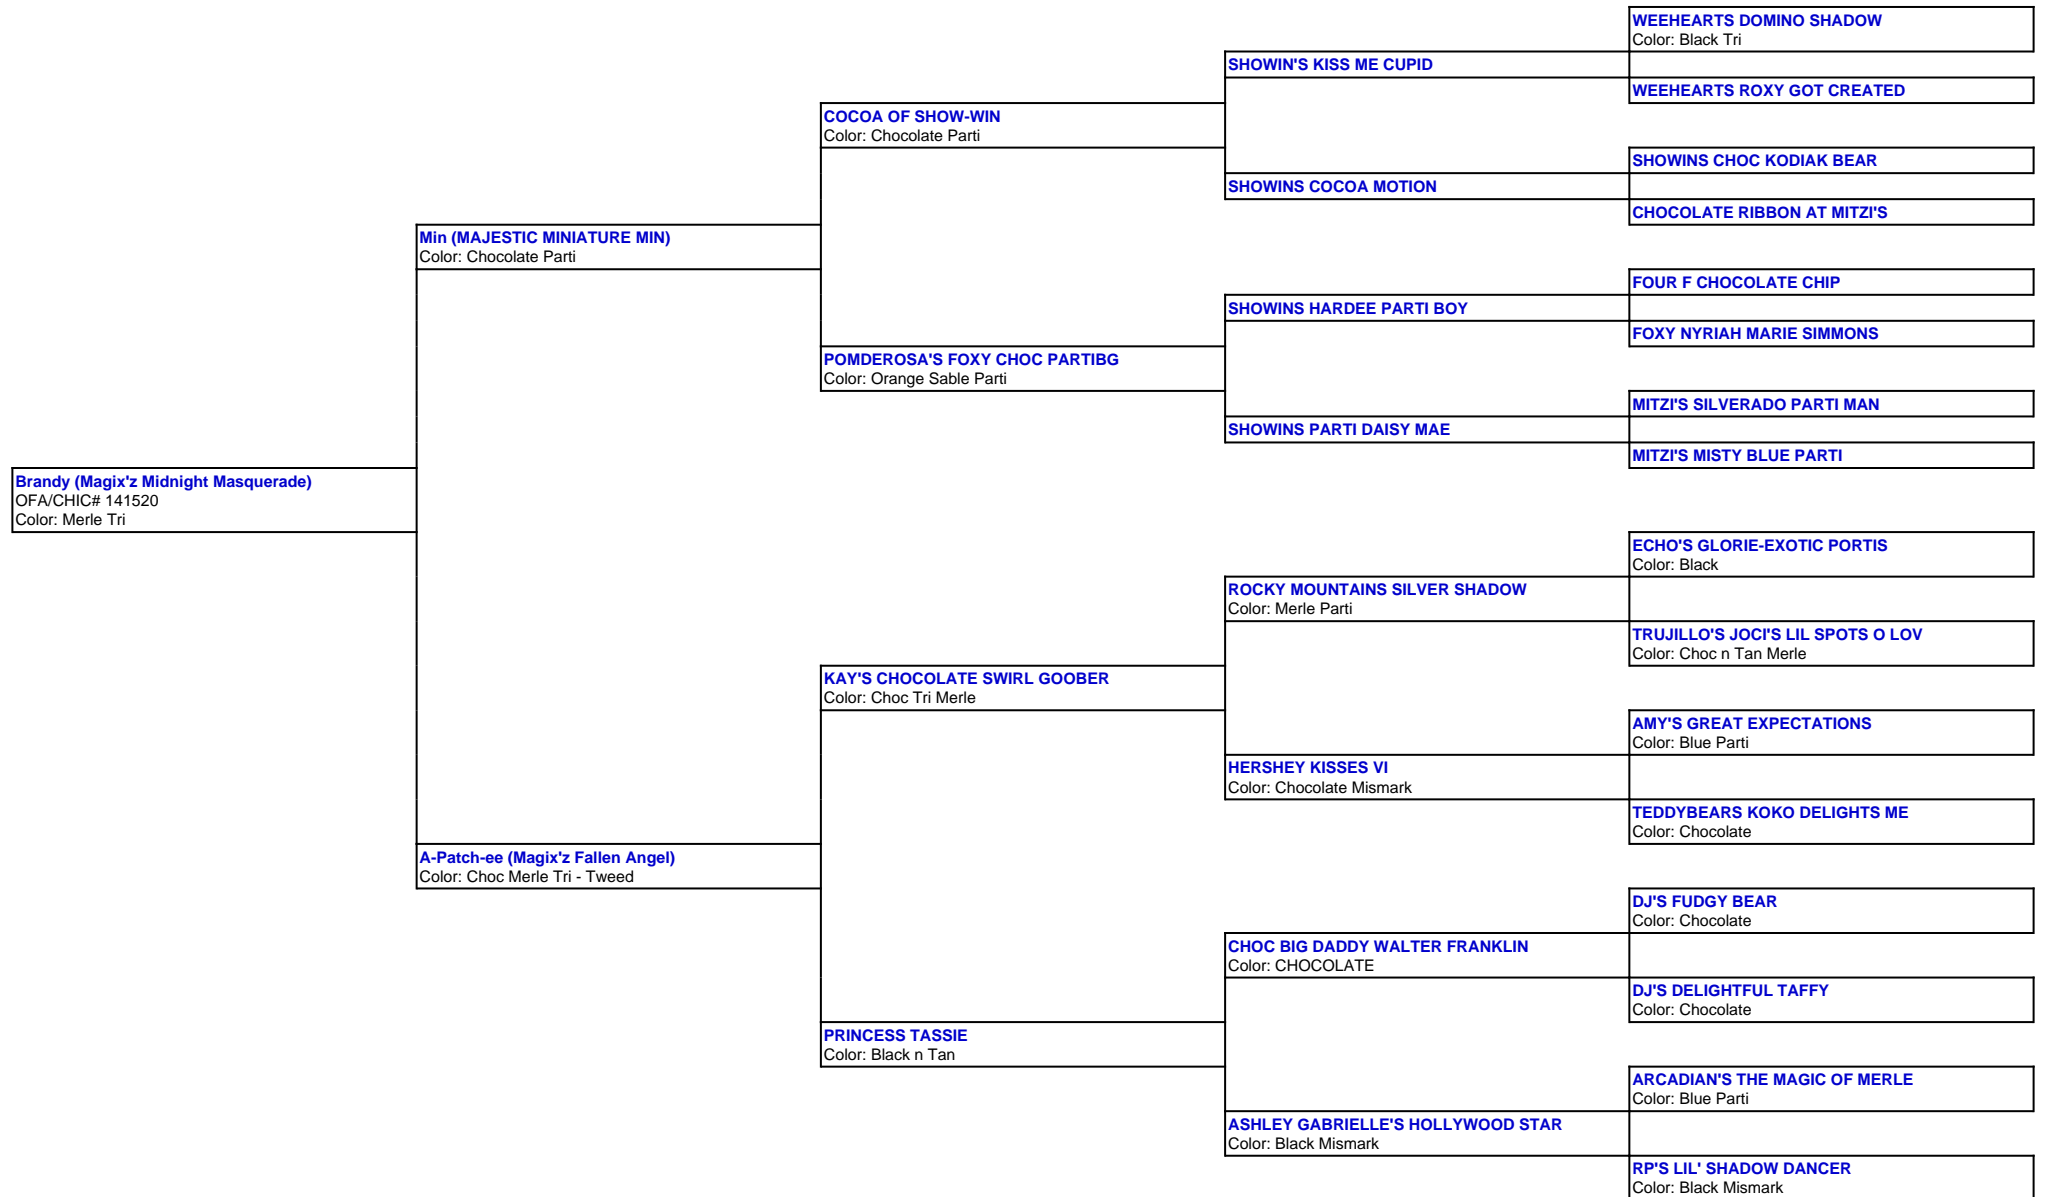 WEEHEARTS DOMINO SHADOW
Color: Black Tri
SHOWIN'S KISS ME CUPID
WEEHEARTS ROXY GOT CREATED
COCOA OF SHOW-WIN
Color: Chocolate Parti
SHOWINS CHOC KODIAK BEAR
SHOWINS COCOA MOTION
CHOCOLATE RIBBON AT MITZI'S
Min (MAJESTIC MINIATURE MIN)
Color: Chocolate Parti
FOUR F CHOCOLATE CHIP
SHOWINS HARDEE PARTI BOY
FOXY NYRIAH MARIE SIMMONS
POMDEROSA'S FOXY CHOC PARTIBG
Color: Orange Sable Parti
MITZI'S SILVERADO PARTI MAN
SHOWINS PARTI DAISY MAE
MITZI'S MISTY BLUE PARTI
Brandy (Magix'z Midnight Masquerade)
OFA/CHIC# 141520
Color: Merle Tri
ECHO'S GLORIE-EXOTIC PORTIS
Color: Black
ROCKY MOUNTAINS SILVER SHADOW
Color: Merle Parti
TRUJILLO'S JOCI'S LIL SPOTS O LOV
Color: Choc n Tan Merle
KAY'S CHOCOLATE SWIRL GOOBER
Color: Choc Tri Merle
AMY'S GREAT EXPECTATIONS
Color: Blue Parti
HERSHEY KISSES VI
Color: Chocolate Mismark
TEDDYBEARS KOKO DELIGHTS ME
Color: Chocolate
A-Patch-ee (Magix'z Fallen Angel)
Color: Choc Merle Tri - Tweed
DJ'S FUDGY BEAR
Color: Chocolate
CHOC BIG DADDY WALTER FRANKLIN
Color: CHOCOLATE
DJ'S DELIGHTFUL TAFFY
Color: Chocolate
PRINCESS TASSIE
Color: Black n Tan
ARCADIAN'S THE MAGIC OF MERLE
Color: Blue Parti
ASHLEY GABRIELLE'S HOLLYWOOD STAR
Color: Black Mismark
RP'S LIL' SHADOW DANCER
Color: Black Mismark